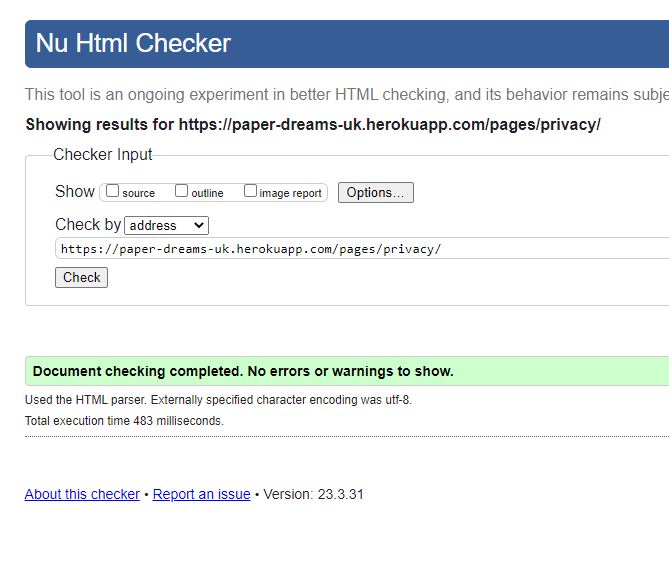 Nu Html Checker
This tool is an ongoing experiment in better HTML checking, and its behavior remains subje
Showing results for https://paper-dreams-uk.herokuapp.com/pages/privacy/
Checker Input
Show source outline image report Options...
Check by address
https://paper-dreams-uk.herokuapp.com/pages/privacy/
Check
Document checking completed. No errors or warnings to show.
Used the HTML parser. Externally specified character encoding was utf-8.
Total execution time 483 milliseconds.
About this checker • Report an issue • Version: 23.3.31